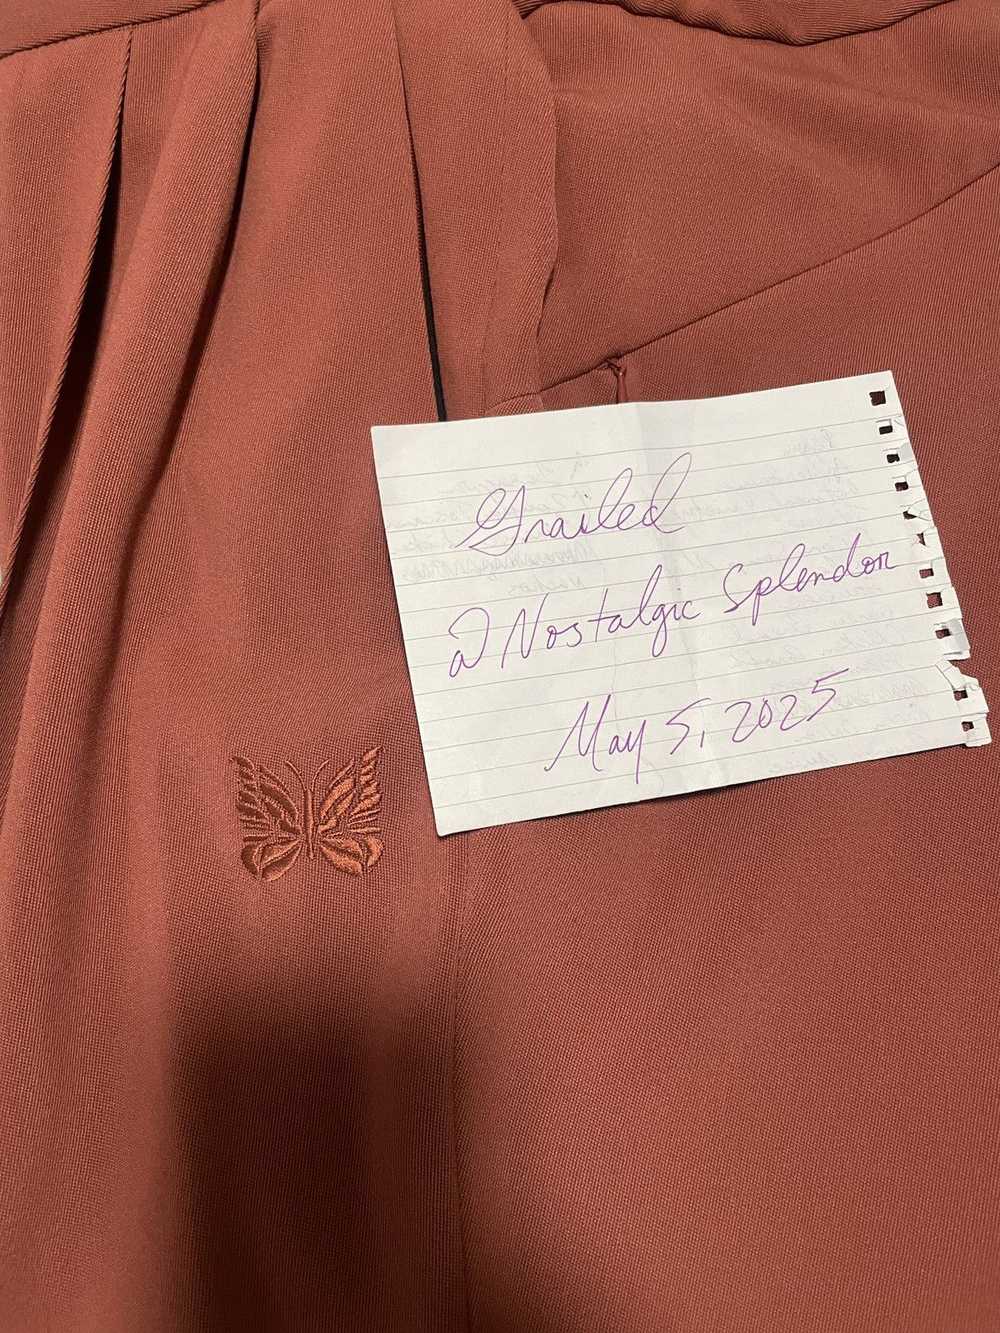 Grailed
@ Nostalgic Splendor
May 5, 2025